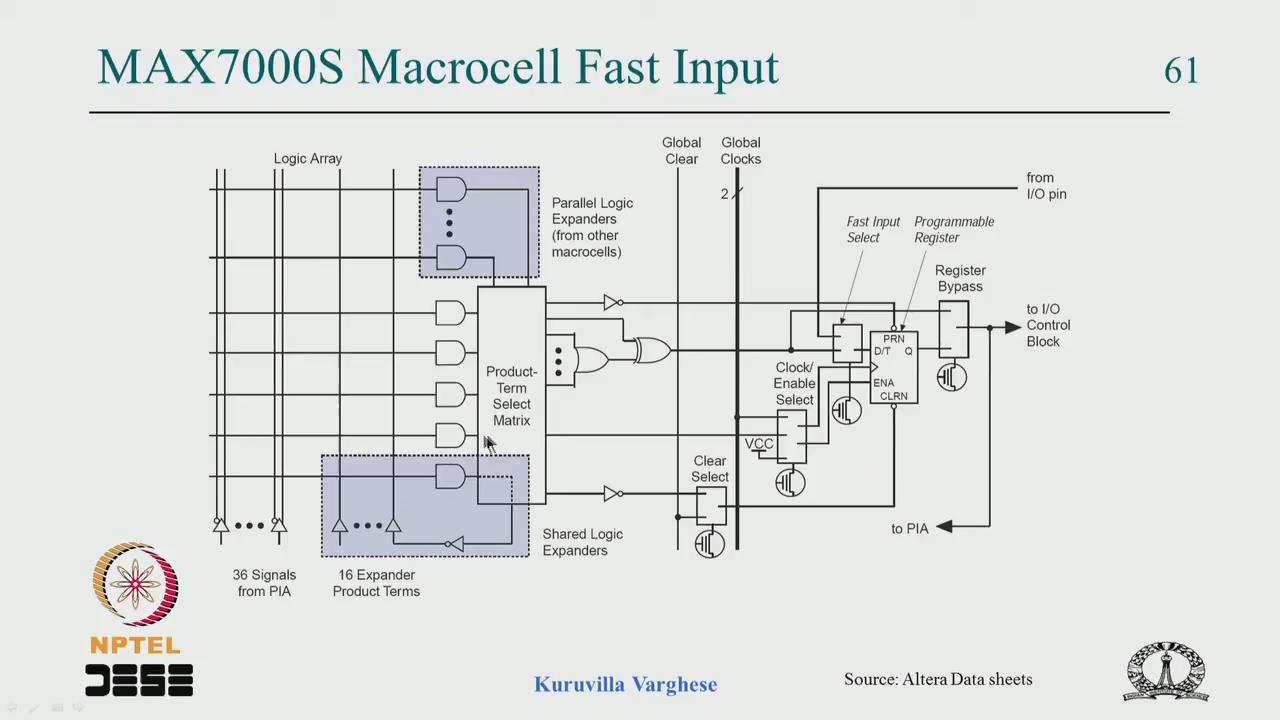 MAX7000S Macrocell Fast Input
61
Logic Array
Global
Clear
Global
Clocks
2
from
I/O pin
Parallel Logic
Expanders
(from other
macrocells)
Fast Input
Select
Programmable
Register
Register
Bypass
to I/O
Control
Block
PRN
D/T
Q
ENA
CLRN
Product-
Term
Select
Matrix
Clock/
Enable
Select
VCC
Clear
Select
to PIA
Shared Logic
Expanders
36 Signals
from PIA
16 Expander
Product Terms
NPTEL
DESE
Kuruvilla Varghese
Source: Altera Data sheets